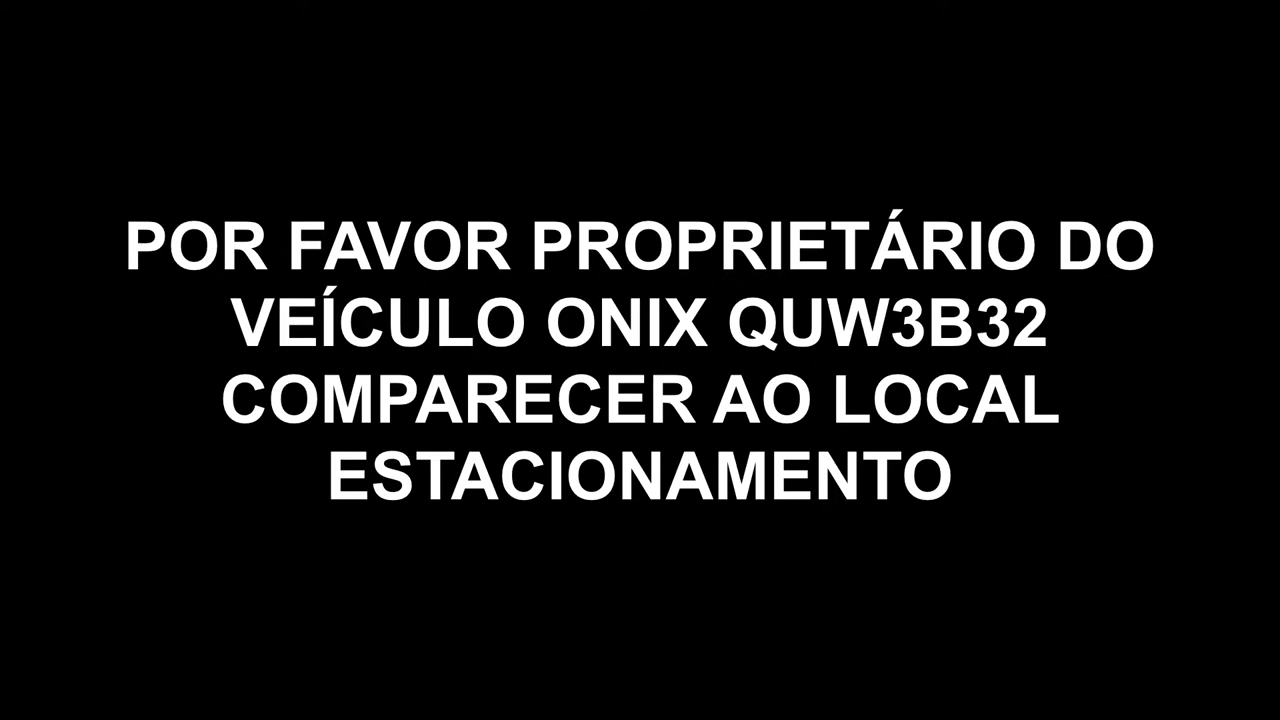 POR FAVOR PROPRIETÁRIO DO
VEÍCULO ONIX QUW3B32
COMPARECER AO LOCAL
ESTACIONAMENTO